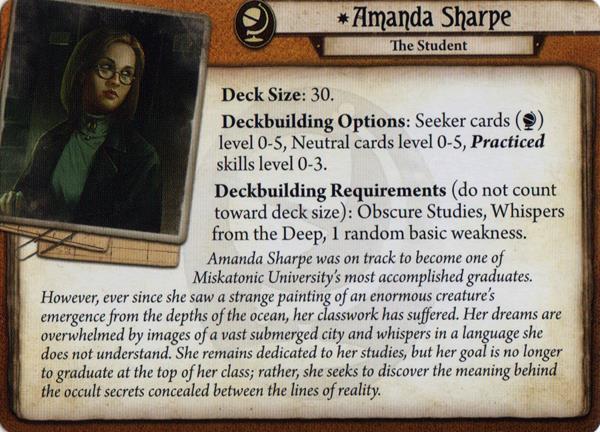 Amanda Sharpe
The Student
Deck Size: 30.
Deckbuilding Options: Seeker cards ( )
level 0-5, Neutral cards level 0-5, Practiced
skills level 0-3.
Deckbuilding Requirements (do not count
toward deck size): Obscure Studies, Whispers
from the Deep, 1 random basic weakness.
Amanda Sharpe was on track to become one of
Miskatonic University's most accomplished graduates.
However, ever since she saw a strange painting of an enormous creature's
emergence from the depths of the ocean, her classwork has suffered. Her dreams are
overwhelmed by images of a vast submerged city and whispers in a language she
does not understand. She remains dedicated to her studies, but her goal is no longer
to graduate at the top of her class; rather, she seeks to discover the meaning behind
the occult secrets concealed between the lines of reality.